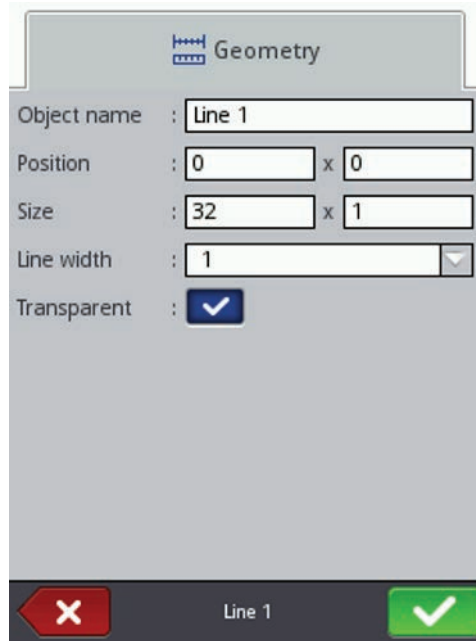 Geometry
Object name : Line 1
Position : 0 x 0
Size : 32 x 1
Line width : 1
Transparent :
Line 1